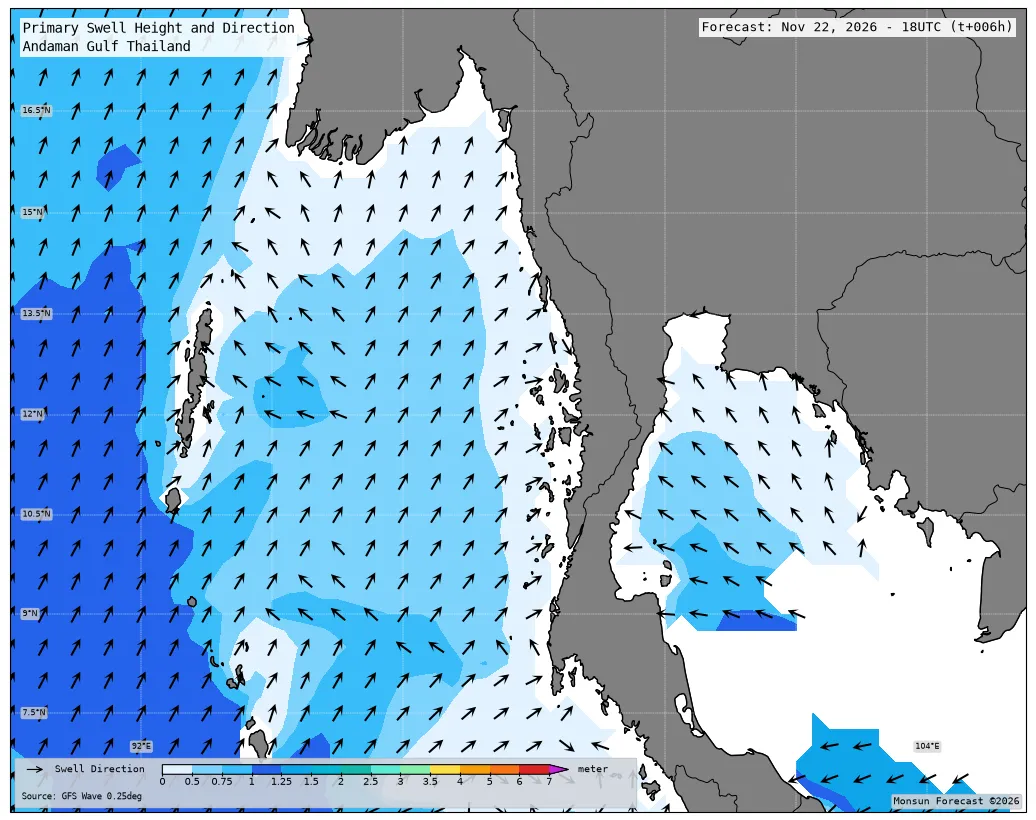 Primary Swell Height and Direction
Andaman Gulf Thailand
Forecast: Nov 22, 2026 - 18UTC (t+006h)
16.5°N
15°N
13.5°N
12°N
10.5°N
9°N
7.5°N
92°E
104°E
Swell Direction
0 0.5 0.75 1 1.25 1.5 2 2.5 3 3.5 4 5 6 7
meter
Source: GFS Wave 0.25deg
Monsun Forecast ©2026